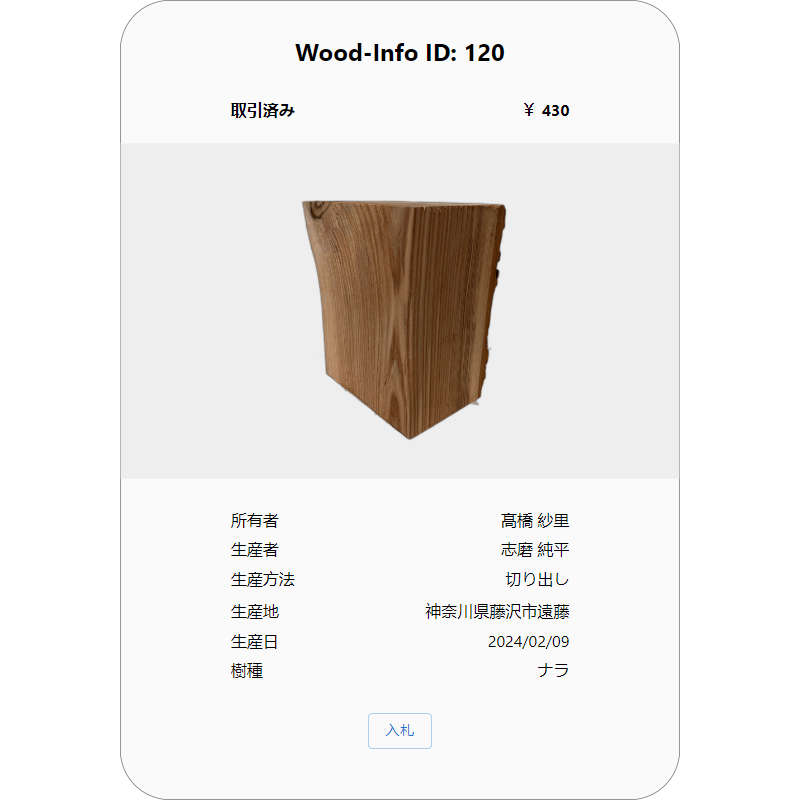 Wood-Info ID: 120
取引済み ￥ 430
所有者 髙橋 紗里
生産者 志磨 純平
生産方法 切り出し
生産地 神奈川県藤沢市遠藤
生産日 2024/02/09
樹種 ナラ
入札